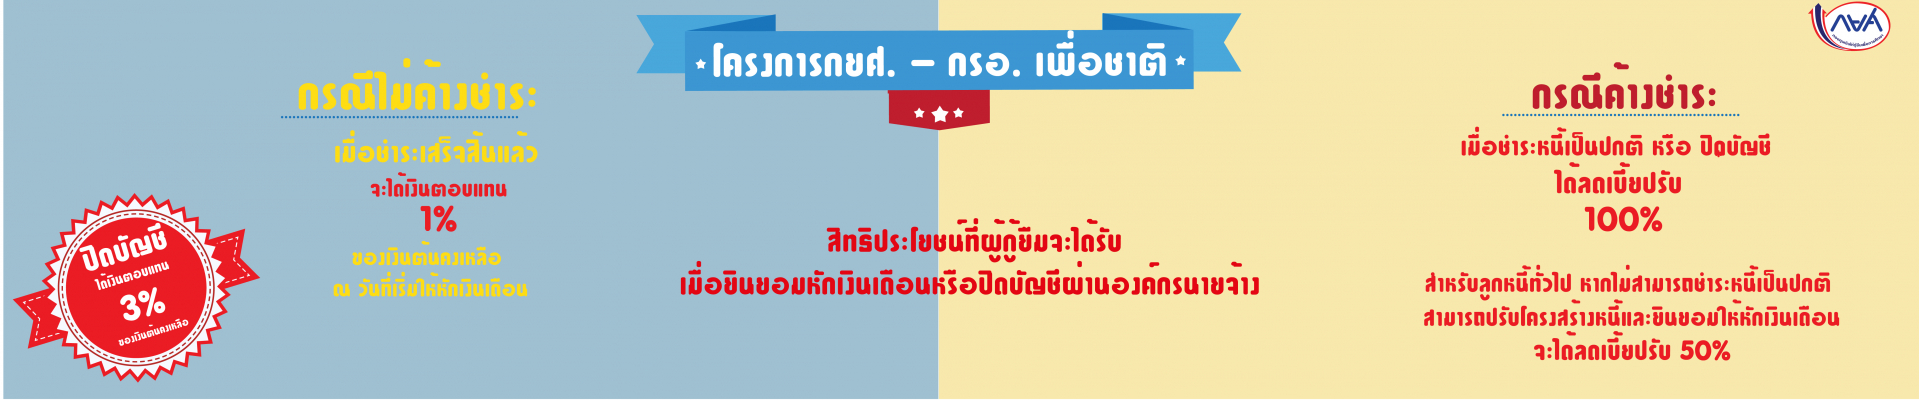 โครงการกยศ. – กรอ. เพื่อชาติ
กยศ
กรณีไม่ค้างชำระ
เมื่อชำระเสร็จสิ้นแล้ว
จะได้เงินตอบแทน
1%
ของเงินต้นคงเหลือ
ณ วันที่เริ่มให้หักเงินเดือน
ปิดบัญชี
ได้เงินตอบแทน
3%
ของเงินต้นคงเหลือ
สิทธิประโยชน์ที่ผู้กู้ยืมจะได้รับ
เมื่อยินยอมหักเงินเดือนหรือปิดบัญชีผ่านองค์กรนายจ้าง
กรณีค้างชำระ
เมื่อชำระหนี้เป็นปกติ หรือ ปิดบัญชี
ได้ลดเบี้ยปรับ
100%
สำหรับลูกหนี้ทั่วไป หากไม่สามารถชำระหนี้เป็นปกติ
สามารถปรับโครงสร้างหนี้และยินยอมให้หักเงินเดือน
จะได้ลดเบี้ยปรับ 50%